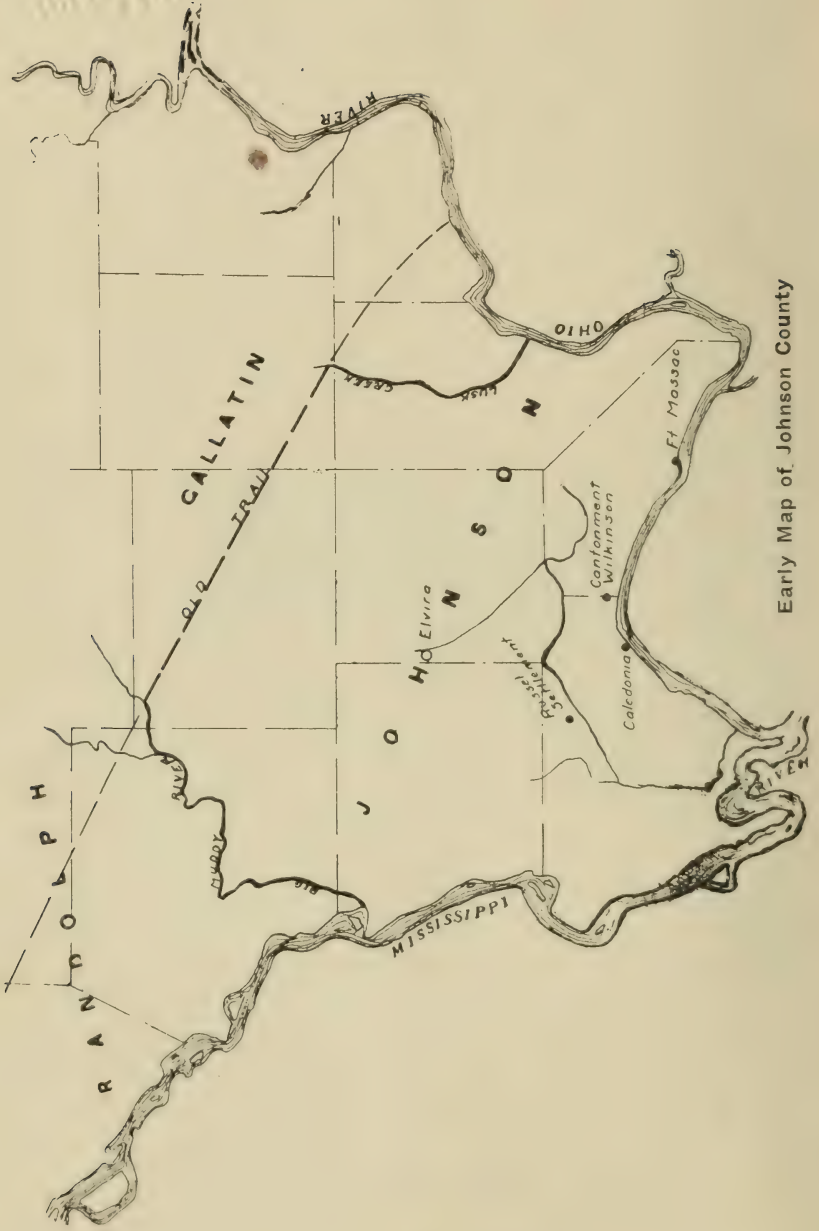 RANDOLPH
GALLATIN
OLD TRAIL
RIVER
BIG MUDDY RIVER
JOHNSON
Elvira
LUSK CREEK
OHIO
MISSISSIPPI
Russel
Settlement
Cantonment
Wilkinson
Caledonia
Ft Massac
RIVER
Early Map of Johnson County